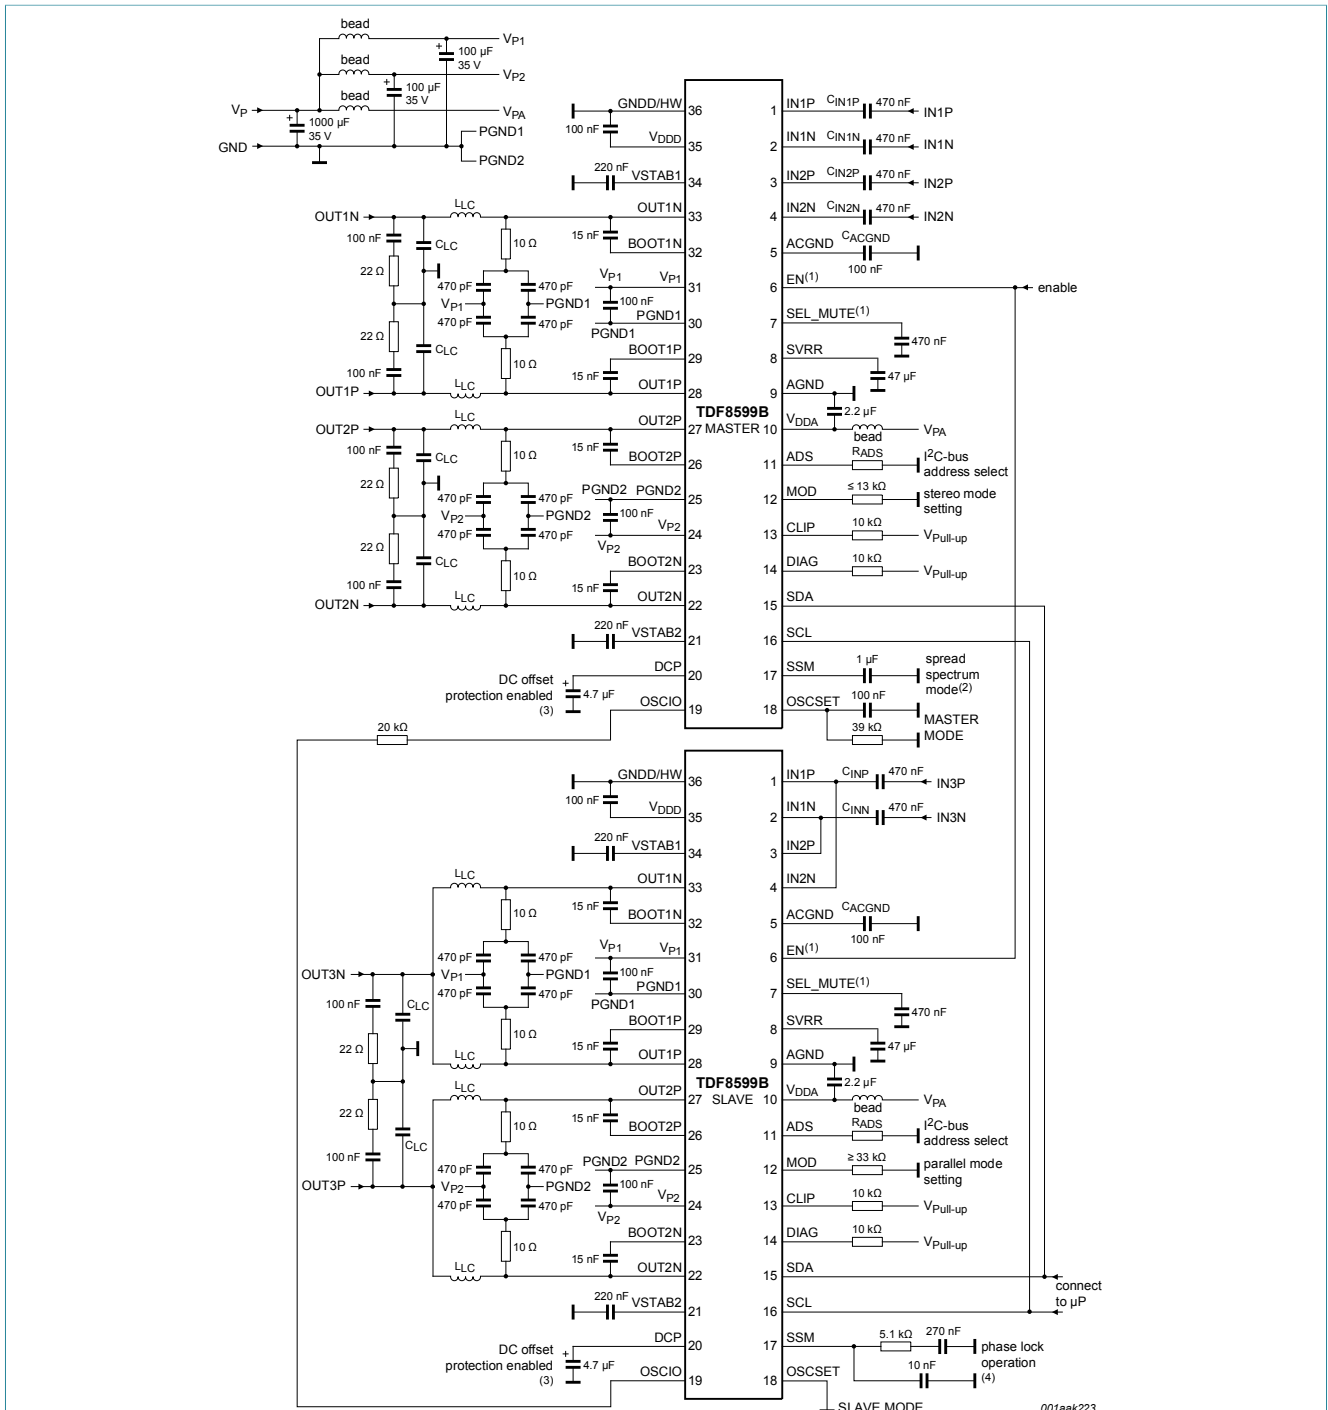 bead
VP1
100 µF
35 V
bead
VP2
100 µF
35 V
bead
VP
VPA
1000 µF
35 V
PGND1
GND
PGND2
GNDD/HW
36
100 nF
VDDD
35
220 nF
VSTAB1
34
OUT1N
LLC
OUT1N
33
100 nF
CLC
10 Ω
15 nF
BOOT1N
32
22 Ω
470 pF
470 pF
VP1
VP1
31
VP1
PGND1
100 nF
470 pF
470 pF
PGND1
30
PGND1
22 Ω
CLC
10 Ω
BOOT1P
29
100 nF
15 nF
OUT1P
LLC
OUT1P
28
TDF8599B
MASTER
OUT2P
LLC
OUT2P
27
100 nF
CLC
10 Ω
15 nF
BOOT2P
26
22 Ω
470 pF
470 pF
PGND2
PGND2
25
VP2
PGND2
100 nF
470 pF
470 pF
VP2
24
VP2
22 Ω
CLC
10 Ω
BOOT2N
23
100 nF
15 nF
OUT2N
LLC
OUT2N
22
220 nF
VSTAB2
21
DC offset
protection enabled
(3)
4.7 µF
DCP
20
OSCIO
19
20 kΩ
1
IN1P
CIN1P
470 nF
IN1P
2
IN1N
CIN1N
470 nF
IN1N
3
IN2P
CIN2P
470 nF
IN2P
4
IN2N
CIN2N
470 nF
IN2N
5
ACGND
CACGND
100 nF
6
EN(1)
enable
7
SEL_MUTE(1)
470 nF
8
SVRR
47 µF
9
AGND
2.2 µF
10
VDDA
bead
VPA
11
ADS
RADS
I2C-bus
address select
12
MOD
≤ 13 kΩ
stereo mode
setting
13
CLIP
10 kΩ
VPull-up
14
DIAG
10 kΩ
VPull-up
15
SDA
16
SCL
17
SSM
1 µF
spread
spectrum
mode(2)
18
OSCSET
100 nF
39 kΩ
MASTER
MODE
GNDD/HW
36
100 nF
VDDD
35
220 nF
VSTAB1
34
LLC
OUT1N
33
10 Ω
15 nF
BOOT1N
32
470 pF
470 pF
VP1
VP1
31
OUT3N
VP1
PGND1
100 nF
470 pF
470 pF
PGND1
30
PGND1
100 nF
CLC
10 Ω
BOOT1P
29
22 Ω
15 nF
LLC
OUT1P
28
TDF8599B
SLAVE
LLC
OUT2P
27
22 Ω
10 Ω
15 nF
BOOT2P
26
CLC
100 nF
470 pF
470 pF
PGND2
PGND2
25
OUT3P
VP2
PGND2
100 nF
470 pF
470 pF
VP2
24
VP2
10 Ω
BOOT2N
23
15 nF
LLC
OUT2N
22
220 nF
VSTAB2
21
DC offset
protection enabled
(3)
4.7 µF
DCP
20
OSCIO
19
1
IN1P
CINP
470 nF
IN3P
2
IN1N
CINN
470 nF
IN3N
3
IN2P
4
IN2N
5
ACGND
CACGND
100 nF
6
EN(1)
7
SEL_MUTE(1)
470 nF
8
SVRR
47 µF
9
AGND
2.2 µF
10
VDDA
bead
VPA
11
ADS
RADS
I2C-bus
address select
12
MOD
≥ 33 kΩ
parallel mode
setting
13
CLIP
10 kΩ
VPull-up
14
DIAG
10 kΩ
VPull-up
15
SDA
connect
to µP
16
SCL
17
SSM
5.1 kΩ
270 nF
10 nF
phase lock
operation
(4)
18
OSCSET
SLAVE MODE
001aak223